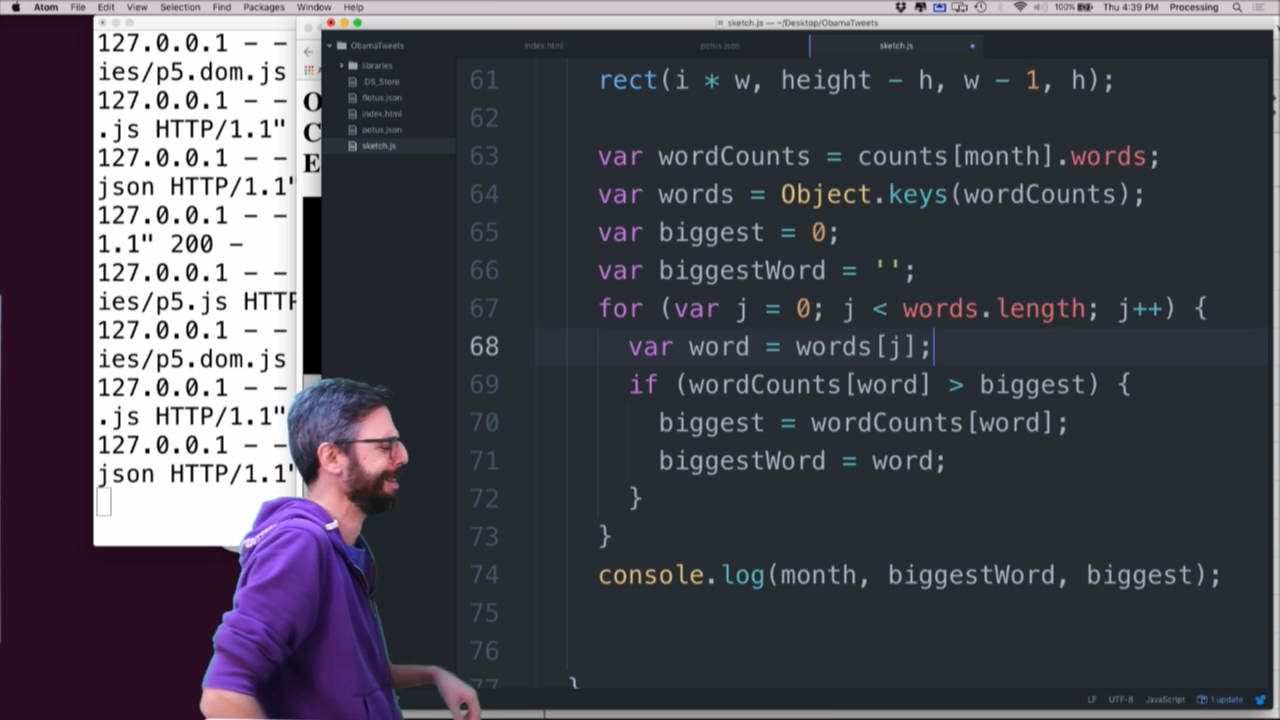 Atom File Edit View Selection Find Packages Window Help
100% Thu 4:39 PM Processing
sketch.js — ~/Desktop/ObamaTweets
ObamaTweets
libraries
.DS_Store
flotus.json
index.html
potus.json
sketch.js
index.html potus.json sketch.js
127.0.0.1 - -
ies/p5.dom.js
127.0.0.1 - -
.js HTTP/1.1"
127.0.0.1 - -
json HTTP/1.1"
127.0.0.1 - -
1.1" 200 -
127.0.0.1 - -
ies/p5.js HTTP
127.0.0.1 - -
ies/p5.dom.js
127.0.0.1 - -
.js HTTP/1.1"
127.0.0.1 - -
json HTTP/1.1"
O
C
E
61 rect(i * w, height - h, w - 1, h);
62
63 var wordCounts = counts[month].words;
64 var words = Object.keys(wordCounts);
65 var biggest = 0;
66 var biggestWord = '';
67 for (var j = 0; j < words.length; j++) {
68 var word = words[j];
69 if (wordCounts[word] > biggest) {
70 biggest = wordCounts[word];
71 biggestWord = word;
72 }
73 }
74 console.log(month, biggestWord, biggest);
75
76
77 }
LF UTF-8 JavaScript 1 update